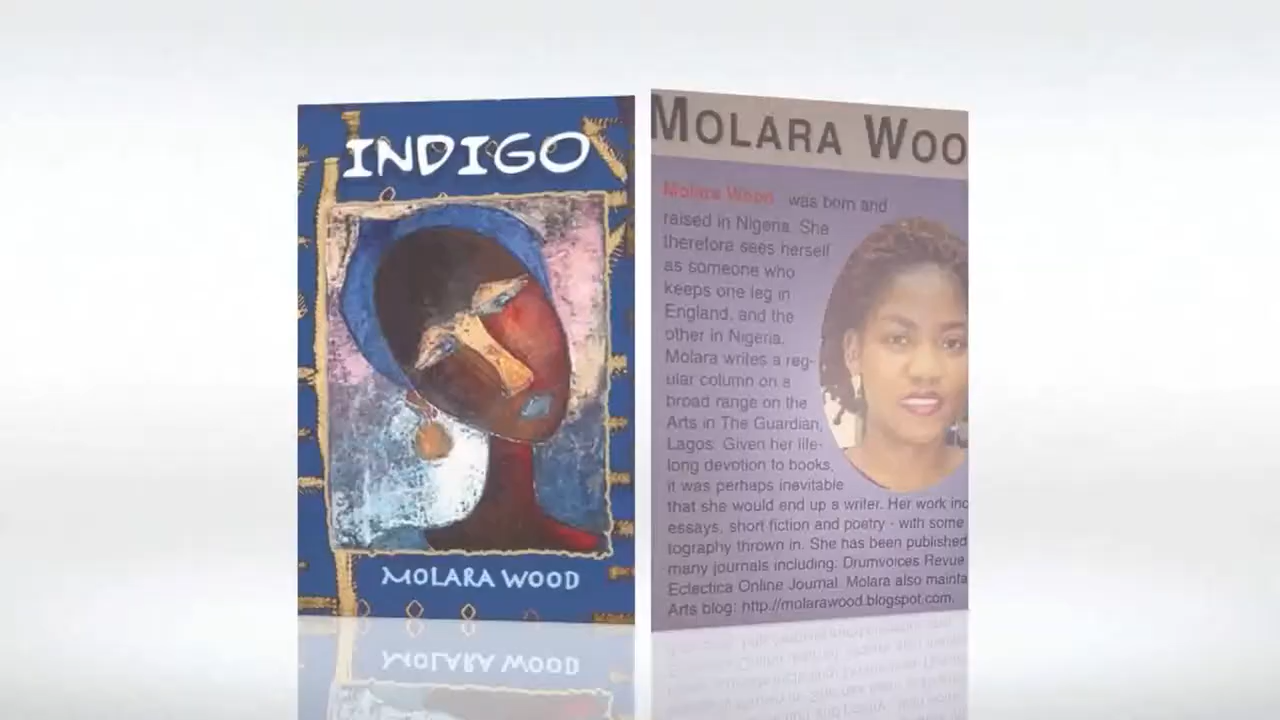 INDIGO
MOLARA WOOD
MOLARA WOO
Molara Wood was born and
raised in Nigeria. She
therefore sees herself
as someone who
keeps one leg in
England, and the
other in Nigeria.
Molara writes a reg-
ular column on a
broad range on the
Arts in The Guardian,
Lagos. Given her life-
long devotion to books,
it was perhaps inevitable
that she would end up a writer. Her work inc
essays, short fiction and poetry - with some
tography thrown in. She has been published
many journals including: Drumvoices Revue
Eclectica Online Journal. Molara also mainta
Arts blog: http://molarawood.blogspot.com.